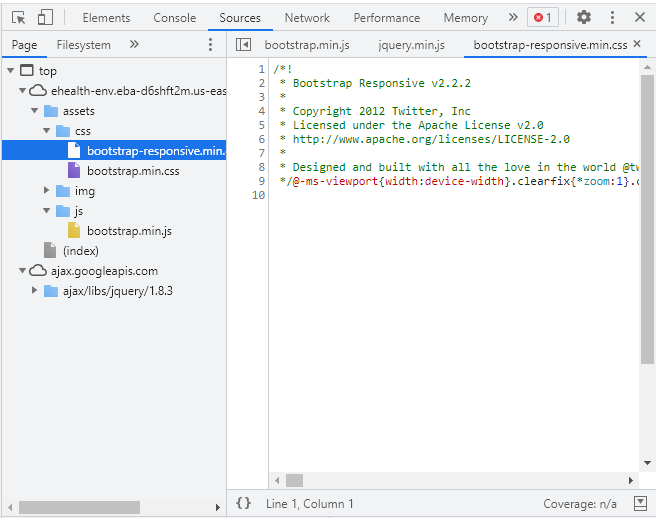 Elements Console Sources Network Performance Memory » 1
Page Filesystem »
bootstrap.min.js jquery.min.js bootstrap-responsive.min.css ×
top
ehealth-env.eba-d6shft2m.us-eas
assets
css
bootstrap-responsive.min.
bootstrap.min.css
img
js
bootstrap.min.js
(index)
ajax.googleapis.com
ajax/libs/jquery/1.8.3
1 /*!
2 * Bootstrap Responsive v2.2.2
3 *
4 * Copyright 2012 Twitter, Inc
5 * Licensed under the Apache License v2.0
6 * http://www.apache.org/licenses/LICENSE-2.0
7 *
8 * Designed and built with all the love in the world @tw
9 */@-ms-viewport{width:device-width}.clearfix{*zoom:1}.c
10
{} Line 1, Column 1 Coverage: n/a